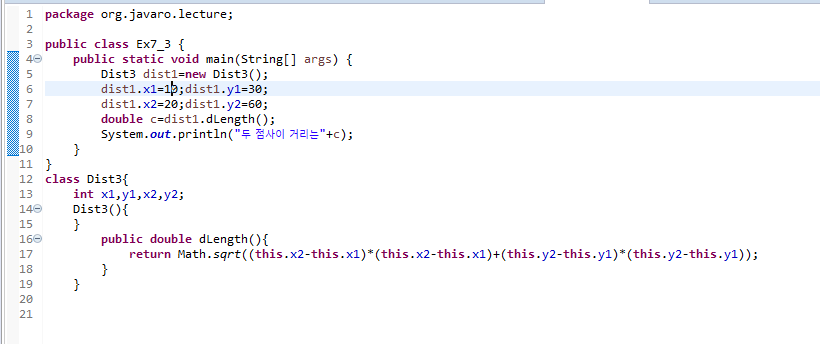 1 package org.javaro.lecture;
2
3 public class Ex7_3 {
4 public static void main(String[] args) {
5 Dist3 dist1=new Dist3();
6 dist1.x1=10;dist1.y1=30;
7 dist1.x2=20;dist1.y2=60;
8 double c=dist1.dLength();
9 System.out.println("두 점사이 거리는"+c);
10 }
11 }
12 class Dist3{
13 int x1,y1,x2,y2;
14 Dist3(){
15 }
16 public double dLength(){
17 return Math.sqrt((this.x2-this.x1)*(this.x2-this.x1)+(this.y2-this.y1)*(this.y2-this.y1));
18 }
19 }
20
21